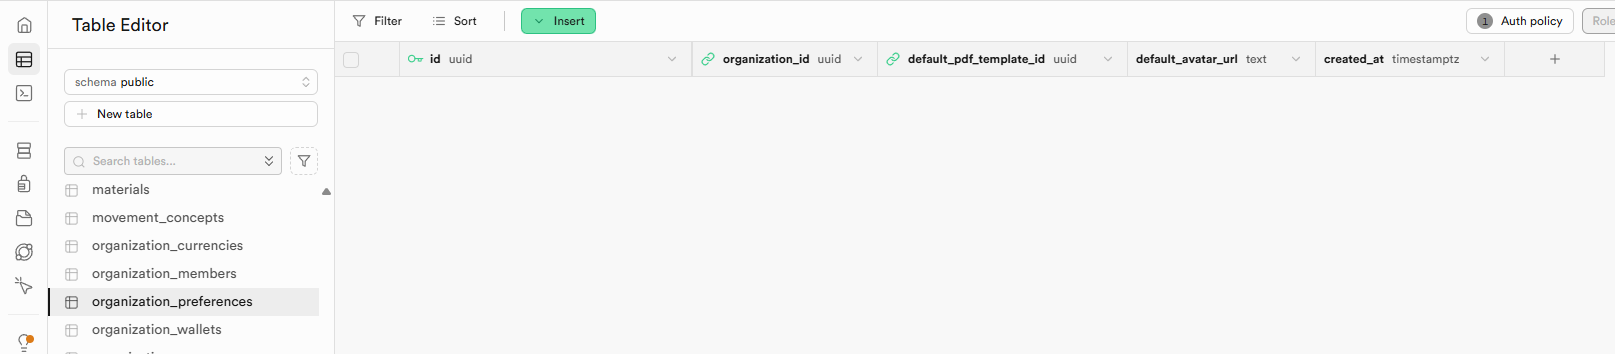 Table Editor
schema public
New table
Search tables...
materials
movement_concepts
organization_currencies
organization_members
organization_preferences
organization_wallets
Filter Sort Insert 1 Auth policy Role
id uuid organization_id uuid default_pdf_template_id uuid default_avatar_url text created_at timestamptz